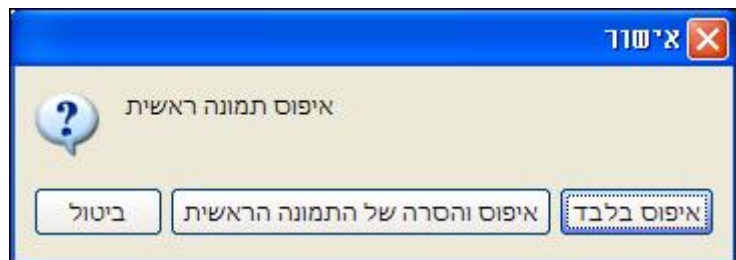 אישור
איפוס תמונה ראשית
איפוס בלבד
איפוס והסרה של התמונה הראשית
ביטול